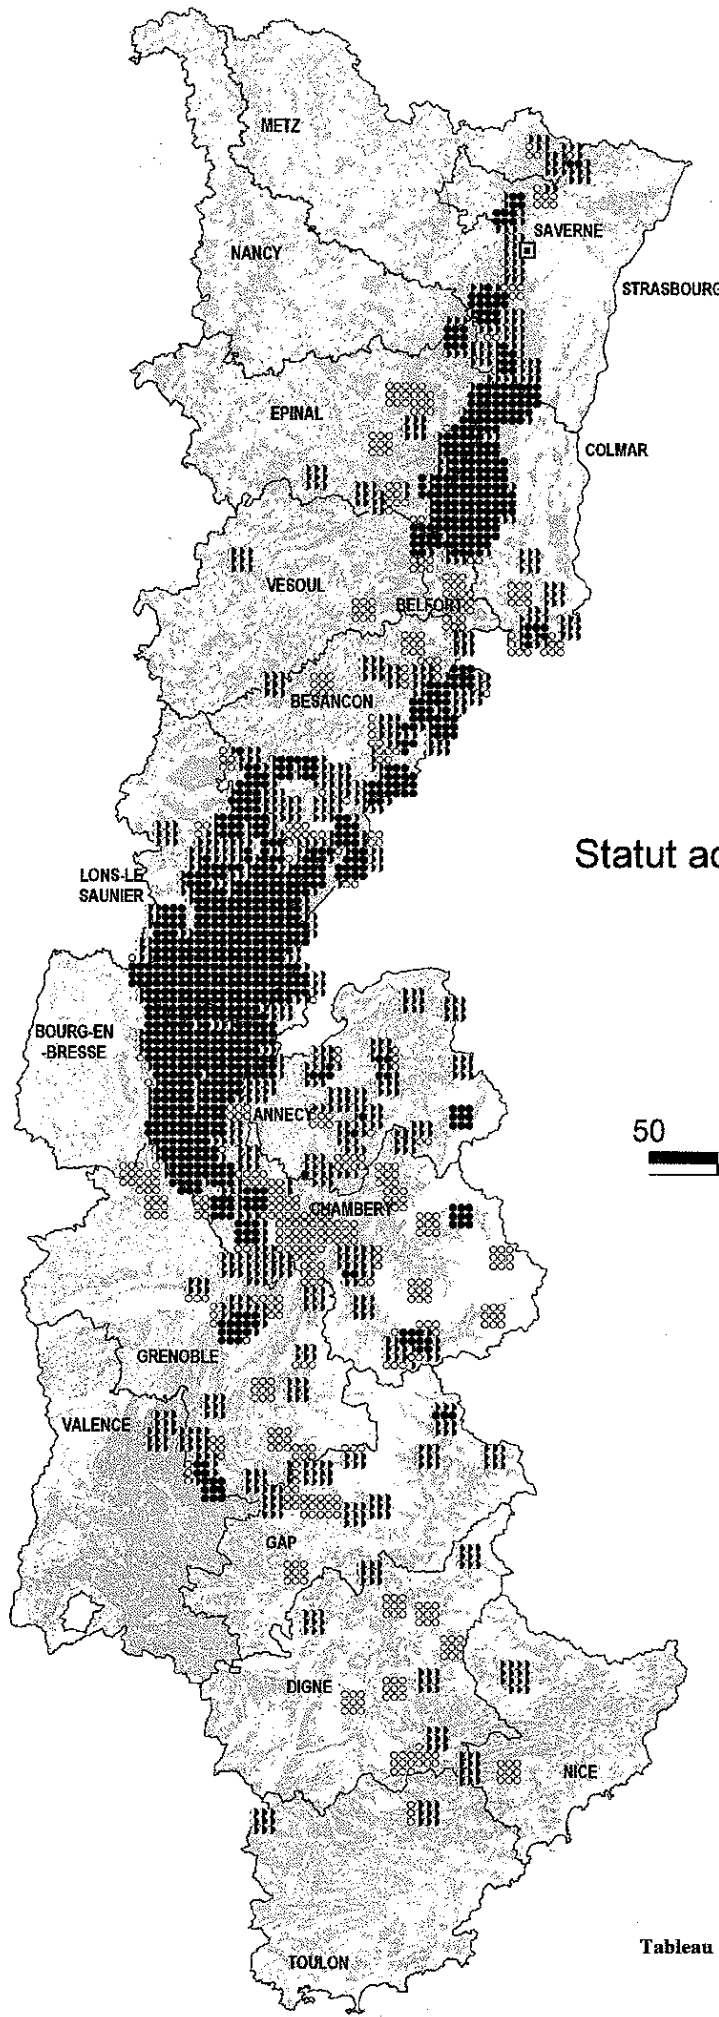 METZ
SAVERNE
NANCY
STRASBOURG
EPINAL
COLMAR
VESOUL
BELFORT
BESANCON
Statut ac
LONS-LE
SAUNIER
BOURG-EN
-BRESSE
ANNECY
50
CHAMBERY
GRENOBLE
VALENCE
GAP
DIGNE
NICE
Tableau
TOULON